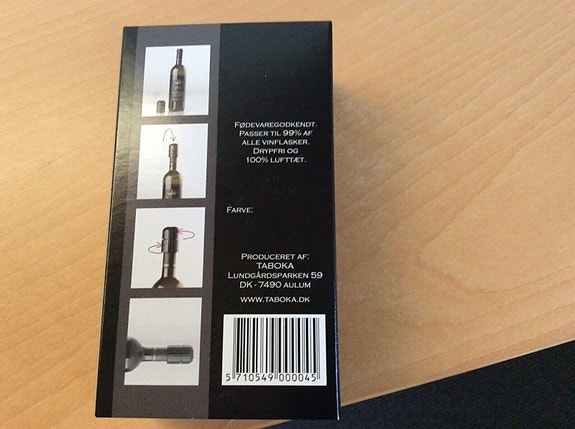 FØDEVAREGODKENDT.
PASSER TIL 99% AF
ALLE VINFLASKER.
DRYPFRI OG
100% LUFTTÆT.
FARVE:
PRODUCERET AF:
TABOKA
LUNDGÅRDSPARKEN 59
DK - 7490 AULUM
WWW.TABOKA.DK
5 710549 000045